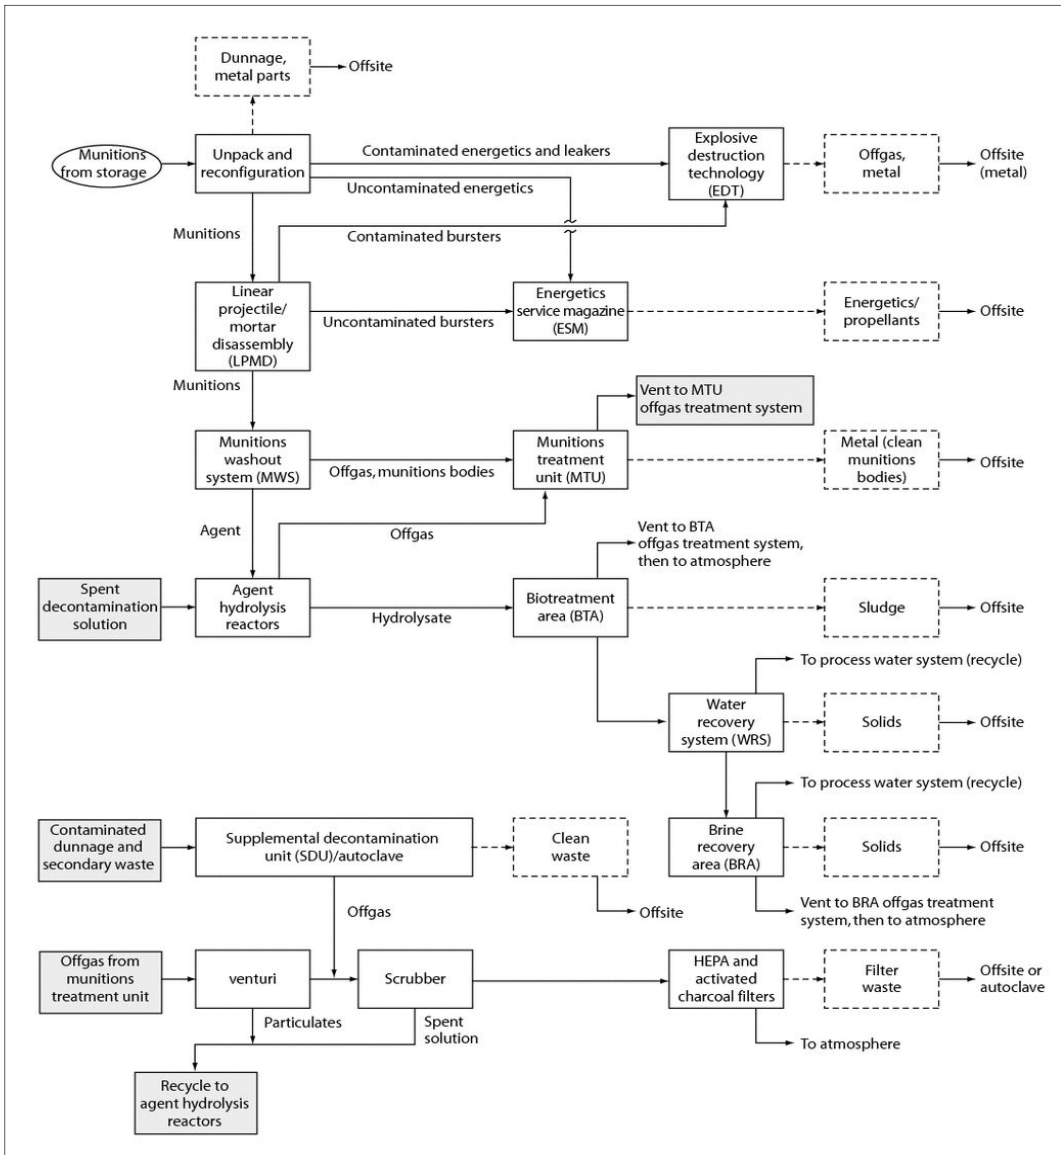 Dunnage,
metal parts
Offsite
Munitions
from storage
Unpack and
reconfiguration
Contaminated energetics and leakers
Uncontaminated energetics
Explosive
destruction
technology
(EDT)
Offgas,
metal
Offsite
(metal)
Munitions
Contaminated bursters
Linear
projectile/
mortar
disassembly
(LPMD)
Uncontaminated bursters
Energetics
service magazine
(ESM)
Energetics/
propellants
Offsite
Munitions
Vent to MTU
offgas treatment system
Munitions
washout
system (MWS)
Offgas, munitions bodies
Munitions
treatment
unit (MTU)
Metal (clean
munitions
bodies)
Offsite
Agent
Offgas
Vent to BTA
offgas treatment system,
then to atmosphere
Spent
decontamination
solution
Agent
hydrolysis
reactors
Hydrolysate
Biotreatment
area (BTA)
Sludge
Offsite
To process water system (recycle)
Water
recovery
system (WRS)
Solids
Offsite
To process water system (recycle)
Contaminated
dunnage and
secondary waste
Supplemental decontamination
unit (SDU)/autoclave
Clean
waste
Brine
recovery
area (BRA)
Solids
Offsite
Offgas
Offsite
Vent to BRA offgas treatment
system, then to atmosphere
Offgas from
munitions
treatment unit
venturi
Scrubber
HEPA and
activated
charcoal filters
Filter
waste
Offsite or
autoclave
Particulates
Spent
solution
To atmosphere
Recycle to
agent hydrolysis
reactors